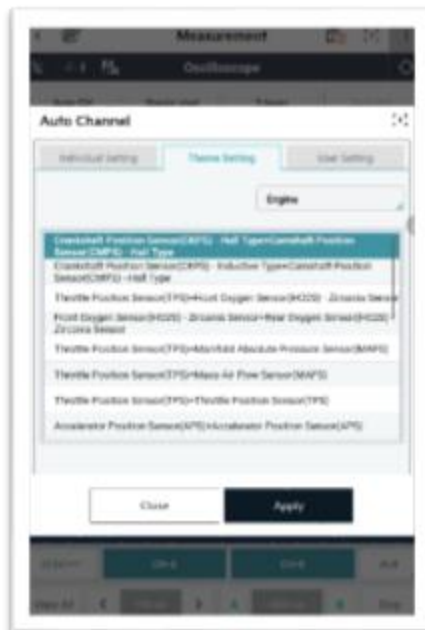 Measurement
Oscilloscope
Auto Channel
Individual Setting Theme Setting User Setting
Engine
Crankshaft Position Sensor(CKPS) - Hall Type+Camshaft Position
Sensor(CMPS) - Hall Type
Crankshaft Position Sensor(CKPS) - Inductive Type+Camshaft Position
Sensor(CMPS) - Hall Type
Throttle Position Sensor(TPS)+Front Oxygen Sensor(HO2S) - Zirconia Sensor
Front Oxygen Sensor(HO2S) - Zirconia Sensor+Rear Oxygen Sensor(HO2S) -
Zirconia Sensor
Throttle Position Sensor(TPS)+Manifold Absolute Pressure Sensor(MAPS)
Throttle Position Sensor(TPS)+Mass Air Flow Sensor(MAFS)
Throttle Position Sensor(TPS)+Throttle Position Sensor(TPS)
Accelerator Position Sensor(APS)+Accelerator Position Sensor(APS)
Close Apply